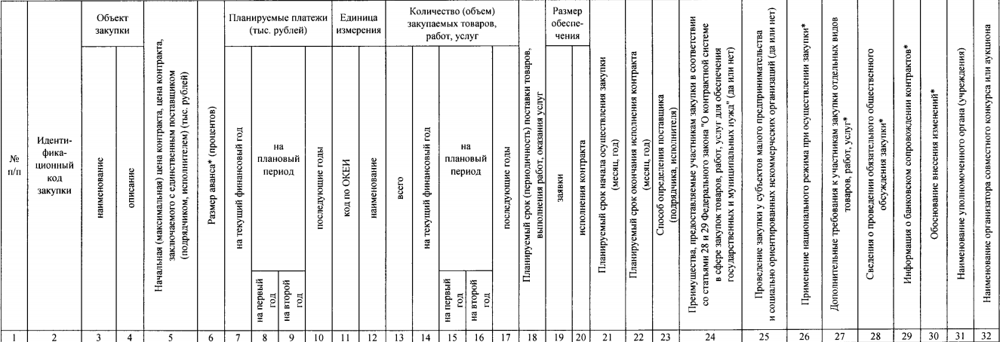 №
п/п
Иденти-
фика-
ционный
код
закупки
Объект
закупки
наименование
описание
Начальная (максимальная) цена контракта, цена контракта,
заключаемого с единственным поставщиком
(подрядчиком, исполнителем) (тыс. рублей)
Размер аванса* (процентов)
Планируемые платежи
(тыс. рублей)
на текущий финансовый год
на
плановый
период
на первый
год
на второй
год
последующие годы
Единица
измерения
код по ОКЕИ
наименование
Количество (объем)
закупаемых товаров,
работ, услуг
всего
на текущий финансовый год
на
плановый
период
на первый
год
на второй
год
последующие годы
Планируемый срок (периодичность) поставки товаров,
выполнения работ, оказания услуг
Размер
обеспе-
чения
заявки
исполнения контракта
Планируемый срок начала осуществления закупки
(месяц, год)
Планируемый срок окончания исполнения контракта
(месяц, год)
Способ определения поставщика
(подрядчика, исполнителя)
Преимущества, предоставляемые участникам закупки в соответствии
со статьями 28 и 29 Федерального закона "О контрактной системе
в сфере закупок товаров, работ, услуг для обеспечения
государственных и муниципальных нужд" (да или нет)
Проведение закупки у субъектов малого предпринимательства
и социально ориентированных некоммерческих организаций (да или нет)
Применение национального режима при осуществлении закупки*
Дополнительные требования к участникам закупки отдельных видов
товаров, работ, услуг*
Сведения о проведении обязательного общественного
обсуждения закупки*
Информация о банковском сопровождении контрактов*
Обоснование внесения изменений*
Наименование уполномоченного органа (учреждения)
Наименование организатора совместного конкурса или аукциона
1 2 3 4 5 6 7 8 9 10 11 12 13 14 15 16 17 18 19 20 21 22 23 24 25 26 27 28 29 30 31 32